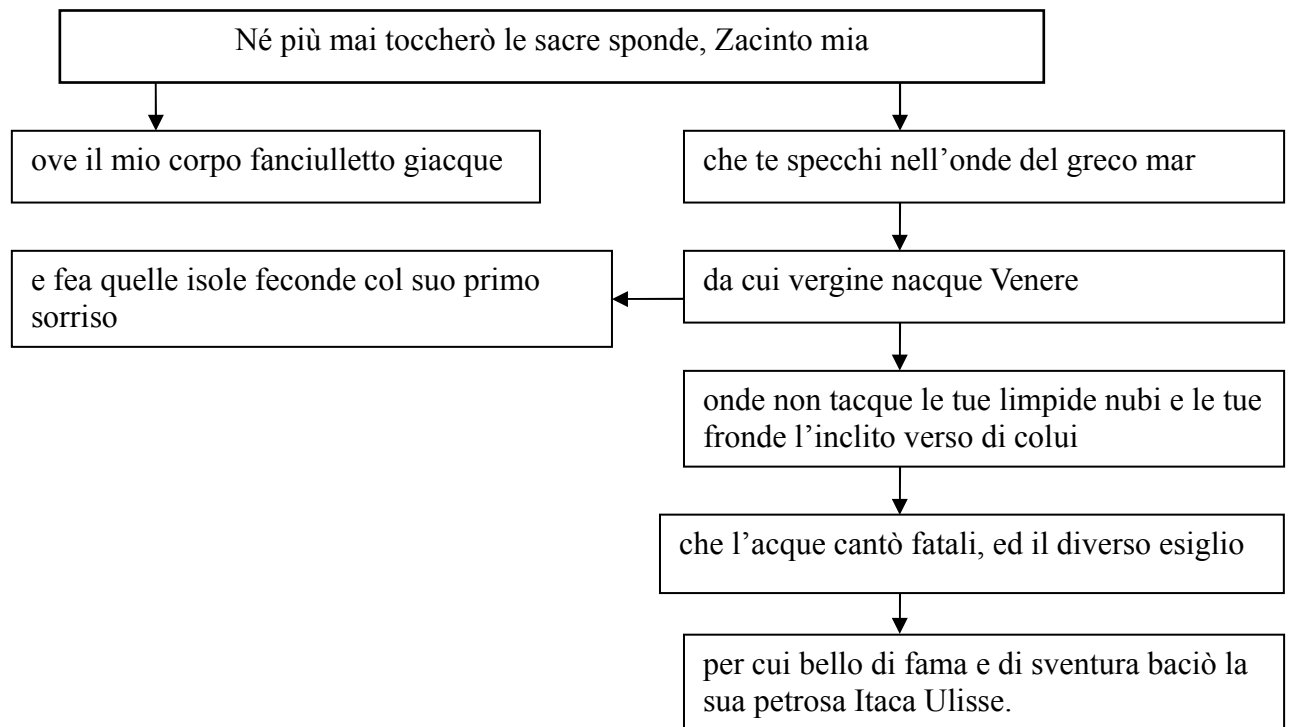 Né più mai toccherò le sacre sponde, Zacinto mia
ove il mio corpo fanciulletto giacque
che te specchi nell’onde del greco mar
e fea quelle isole feconde col suo primo
sorriso
da cui vergine nacque Venere
onde non tacque le tue limpide nubi e le tue
fronde l’inclito verso di colui
che l’acque cantò fatali, ed il diverso esiglio
per cui bello di fama e di sventura baciò la
sua petrosa Itaca Ulisse.